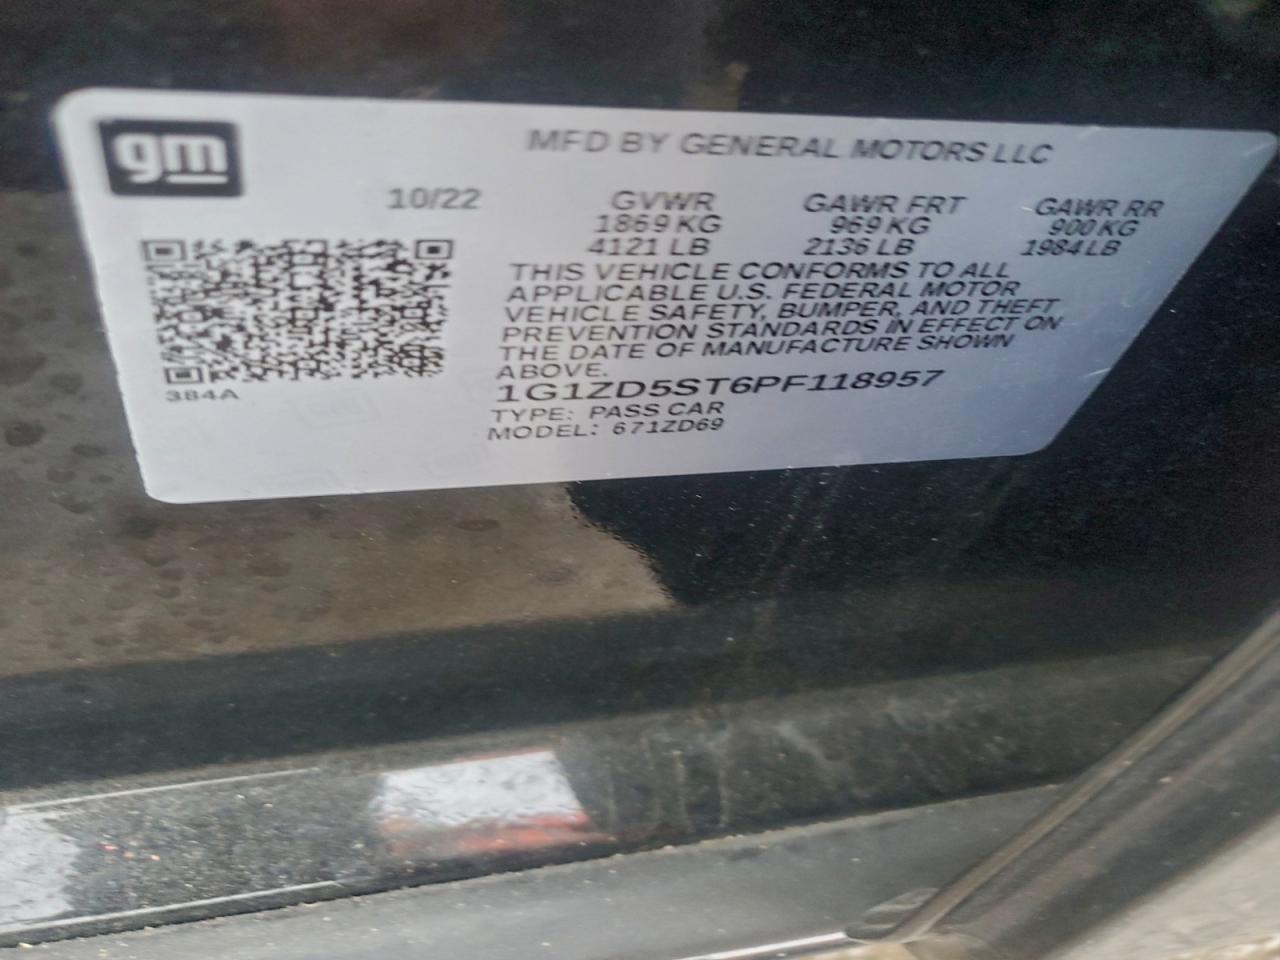 gm
MFD BY GENERAL MOTORS LLC
10/22 GVWR GAWR FRT GAWR RR
1869 KG 969 KG 900 KG
4121 LB 2136 LB 1984 LB
THIS VEHICLE CONFORMS TO ALL
APPLICABLE U.S. FEDERAL MOTOR
VEHICLE SAFETY, BUMPER, AND THEFT
PREVENTION STANDARDS IN EFFECT ON
THE DATE OF MANUFACTURE SHOWN
ABOVE.
384A
1G1ZD5ST6PF118957
TYPE: PASS CAR
MODEL: 671ZD69